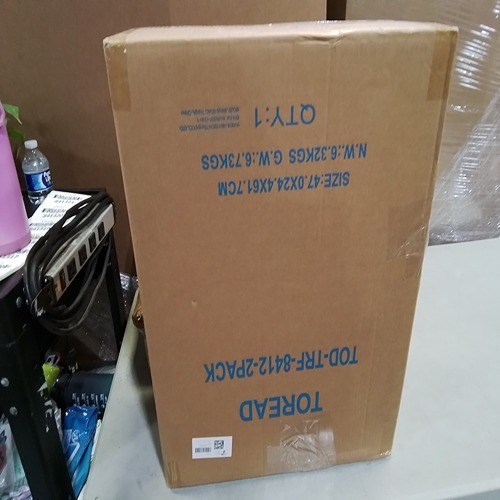 TOREAD
TOD-TRF-8412-2PACK
SIZE:47.0X24.4X61.7CM
N.W.:6.32KGS G.W.:6.73KGS
QTY:1